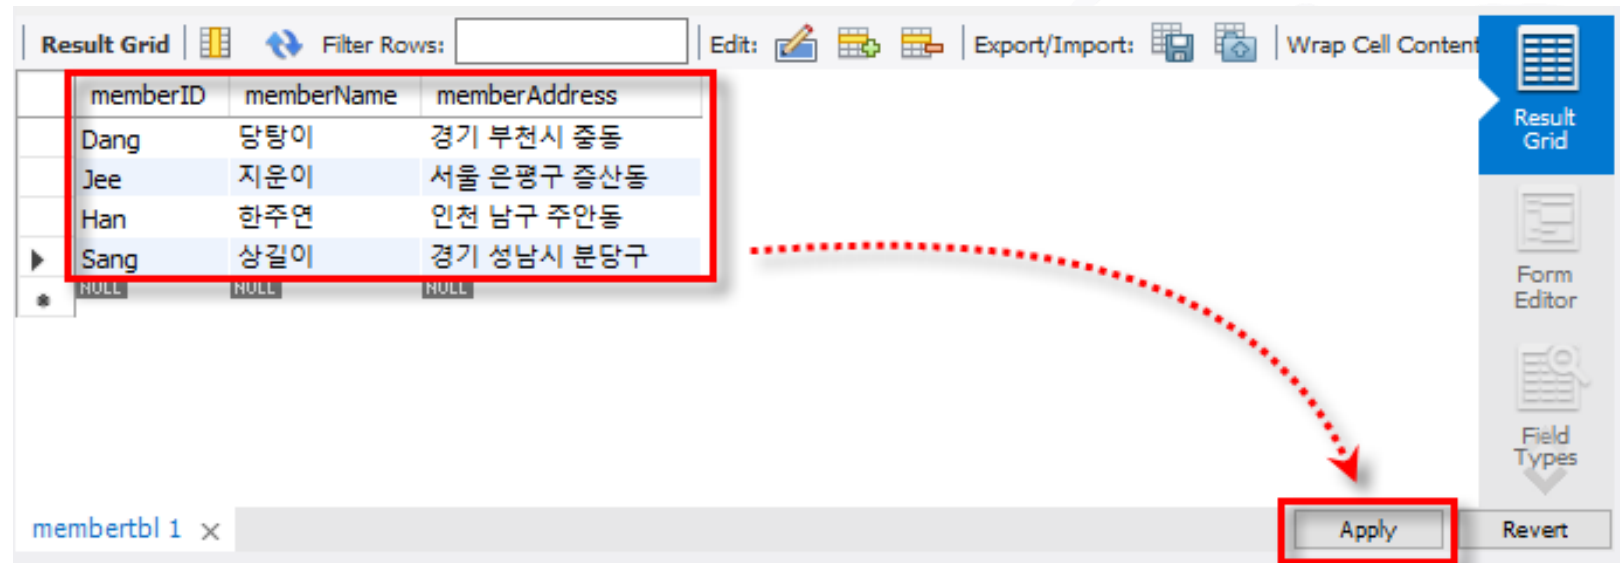 Result Grid Filter Rows: Edit: Export/Import: Wrap Cell Content
memberID memberName memberAddress
Dang 당탕이 경기 부천시 중동
Jee 지운이 서울 은평구 증산동
Han 한주연 인천 남구 주안동
Sang 상길이 경기 성남시 분당구
NULL NULL NULL
Result
Grid
Form
Editor
Field
Types
membertbl 1
Apply Revert